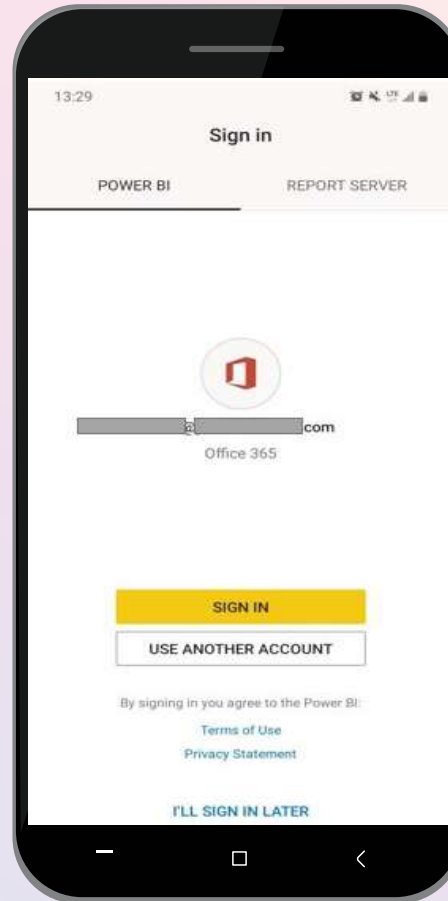 13:29
Sign in
POWER BI REPORT SERVER
@ com
Office 365
SIGN IN
USE ANOTHER ACCOUNT
By signing in you agree to the Power BI:
Terms of Use
Privacy Statement
I'LL SIGN IN LATER